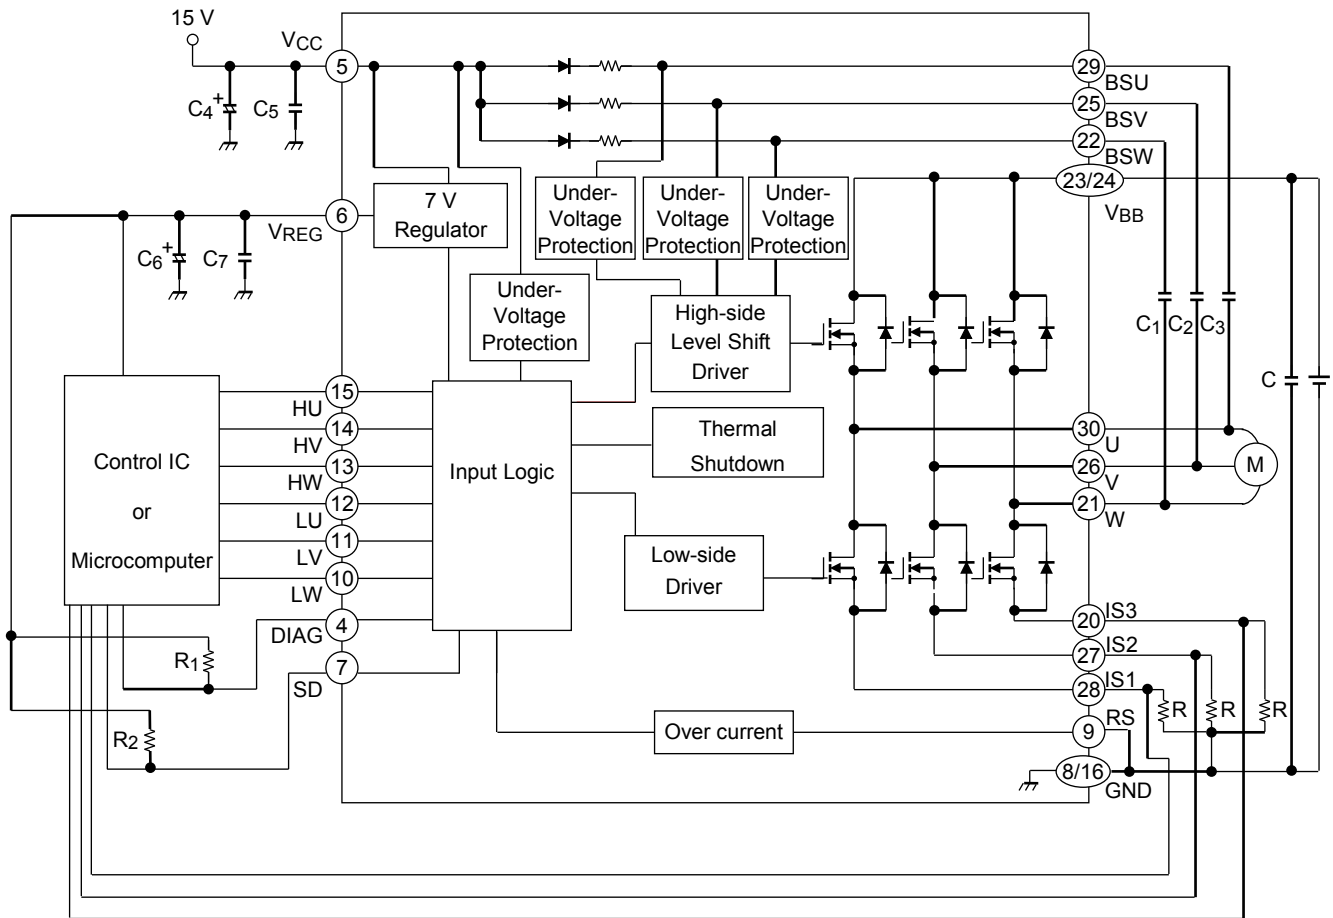 15 V
VCC
5
C4
+
C5
29
BSU
25
BSV
22
BSW
23/24
VBB
7 V
Regulator
6
VREG
C6
+
C7
Under-
Voltage
Protection
Under-
Voltage
Protection
Under-
Voltage
Protection
Under-
Voltage
Protection
High-side
Level Shift
Driver
C1
C2
C3
C
Control IC
or
Microcomputer
15
HU
14
HV
13
HW
12
LU
11
LV
10
LW
4
DIAG
7
SD
Input Logic
Thermal
Shutdown
Low-side
Driver
30
U
26
V
21
W
M
20
IS3
27
IS2
28
IS1
R
R
R
9
RS
8/16
GND
Over current
R1
R2